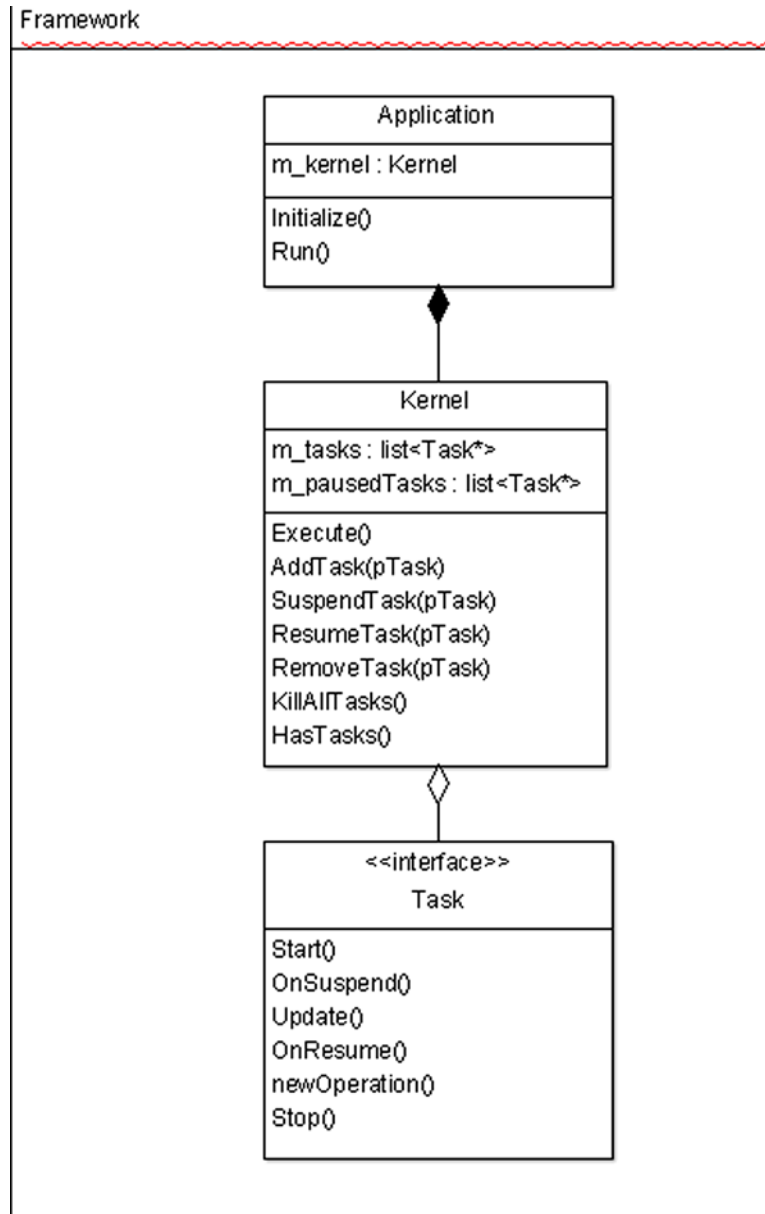 Framework
Application
m_kernel : Kernel
Initialize()
Run()
Kernel
m_tasks : list<Task*>
m_pausedTasks : list<Task*>
Execute()
AddTask(pTask)
SuspendTask(pTask)
ResumeTask(pTask)
RemoveTask(pTask)
KillAllTasks()
HasTasks()
<<interface>>
Task
Start()
OnSuspend()
Update()
OnResume()
newOperation()
Stop()